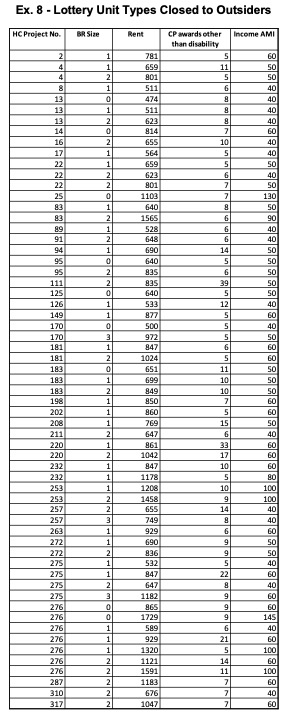 Ex. 8 - Lottery Unit Types Closed to Outsiders
HC Project No. BR Size Rent CP awards other than disability Income AMI
2 1 781 5 60
4 1 659 11 50
4 2 801 5 50
8 1 511 6 40
13 0 474 8 40
13 1 511 8 40
13 2 623 8 40
14 0 814 7 60
16 2 655 10 40
17 1 564 5 40
22 1 659 5 50
22 2 623 6 40
22 2 801 7 50
25 0 1103 7 130
83 1 640 8 50
83 2 1565 6 90
89 1 528 6 40
91 2 648 6 40
94 1 690 14 50
95 0 640 5 50
95 2 835 6 50
111 2 835 39 50
125 0 640 5 50
126 1 533 12 40
149 1 877 5 60
170 0 500 5 40
170 3 972 5 50
181 1 847 6 60
181 2 1024 5 60
183 0 651 11 50
183 1 699 10 50
183 2 849 10 50
198 1 850 7 60
202 1 860 5 60
208 1 769 15 50
211 2 647 6 40
220 1 861 33 60
220 2 1042 17 60
232 1 847 10 60
232 1 1178 5 80
253 1 1208 10 100
253 2 1458 9 100
257 2 655 14 40
257 3 749 8 40
263 1 929 6 60
272 1 690 9 50
272 2 836 9 50
275 1 532 5 40
275 1 847 22 60
275 2 647 8 40
275 3 1182 9 60
276 0 865 9 60
276 0 1729 9 145
276 1 589 6 40
276 1 929 21 60
276 1 1320 5 100
276 2 1121 14 60
276 2 1591 11 100
287 2 1183 7 60
310 2 676 7 40
317 2 1047 7 60